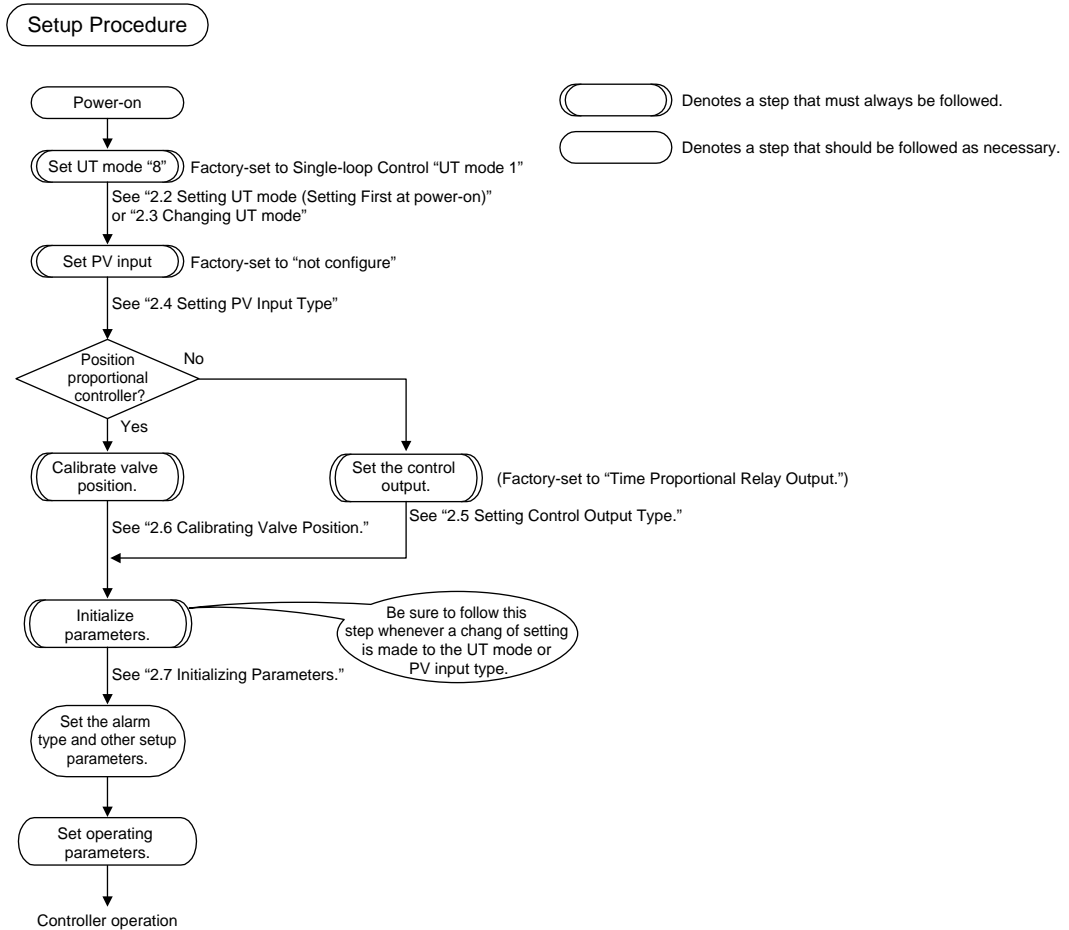 Setup Procedure
Power-on
Denotes a step that must always be followed.
Denotes a step that should be followed as necessary.
Set UT mode “8”
Factory-set to Single-loop Control “UT mode 1”
See “2.2 Setting UT mode (Setting First at power-on)”
or “2.3 Changing UT mode”
Set PV input
Factory-set to “not configure”
See “2.4 Setting PV Input Type”
Position
proportional
controller?
No
Yes
Calibrate valve
position.
Set the control
output.
(Factory-set to “Time Proportional Relay Output.”)
See “2.6 Calibrating Valve Position.”
See “2.5 Setting Control Output Type.”
Initialize
parameters.
Be sure to follow this
step whenever a chang of setting
is made to the UT mode or
PV input type.
See “2.7 Initializing Parameters.”
Set the alarm
type and other setup
parameters.
Set operating
parameters.
Controller operation